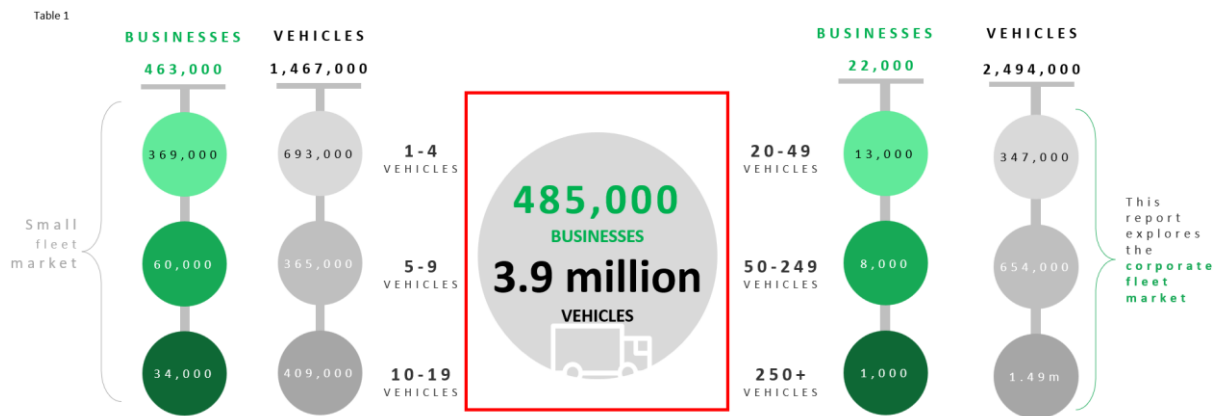 Table 1
BUSINESSES
463,000
VEHICLES
1,467,000
Small
fleet
market
369,000
693,000
1-4
VEHICLES
60,000
365,000
5-9
VEHICLES
34,000
409,000
10-19
VEHICLES
485,000
BUSINESSES
3.9 million
VEHICLES
BUSINESSES
22,000
VEHICLES
2,494,000
20-49
VEHICLES
13,000
347,000
50-249
VEHICLES
8,000
654,000
250+
VEHICLES
1,000
1.49m
This
report
explores
the
corporate
fleet
market